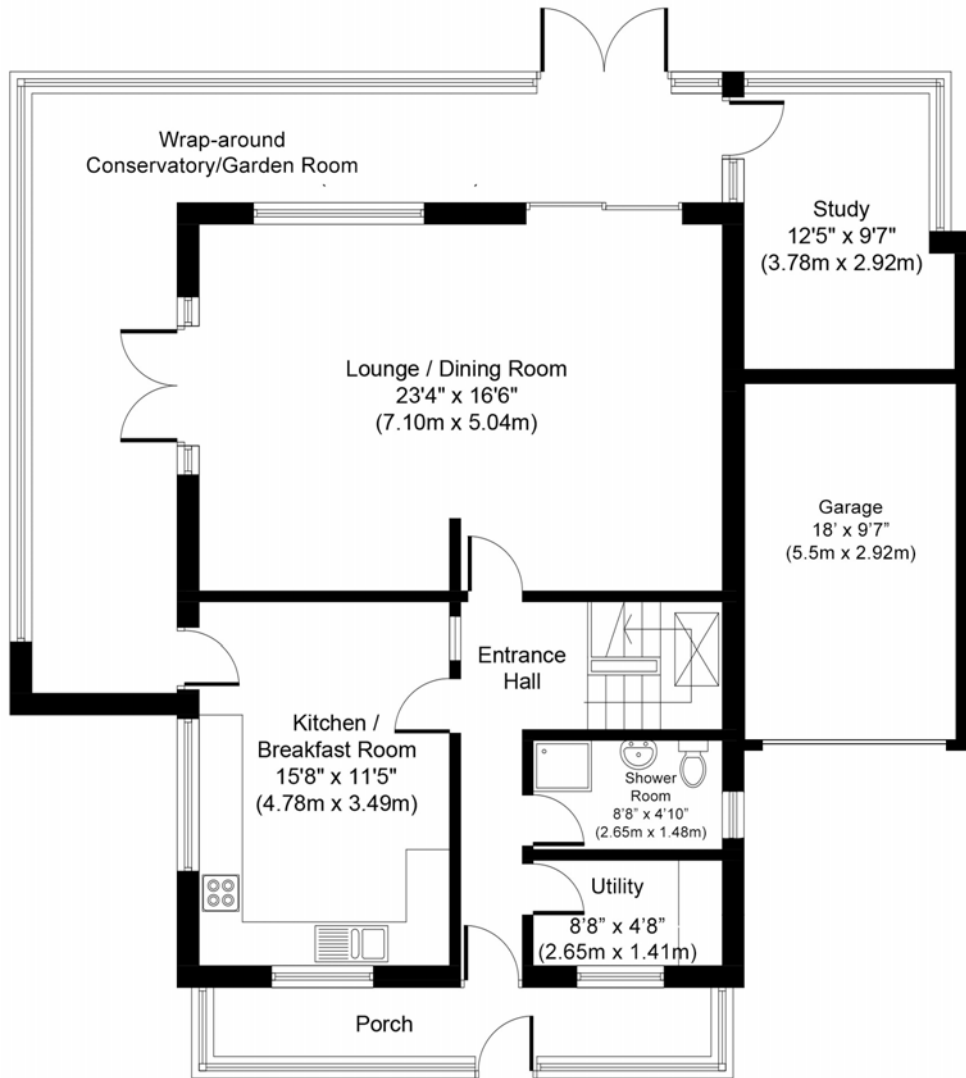 Wrap-around
Conservatory/Garden Room
Study
12'5" x 9'7"
(3.78m x 2.92m)
Lounge / Dining Room
23'4" x 16'6"
(7.10m x 5.04m)
Garage
18' x 9'7"
(5.5m x 2.92m)
Entrance
Hall
Kitchen /
Breakfast Room
15'8" x 11'5"
(4.78m x 3.49m)
Shower
Room
8'8" x 4'10"
(2.65m x 1.48m)
Utility
8'8" x 4'8"
(2.65m x 1.41m)
Porch